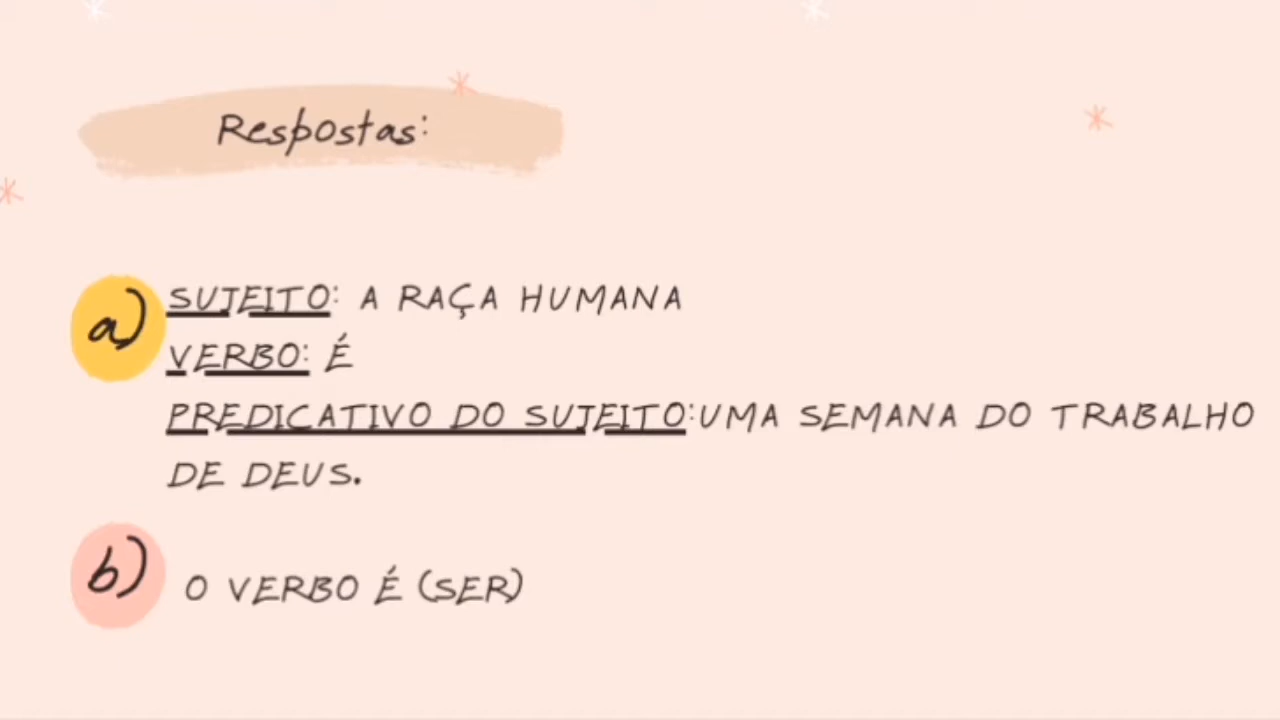 Respostas:
a) SUJEITO: A RAÇA HUMANA
VERBO: É
PREDICATIVO DO SUJEITO:UMA SEMANA DO TRABALHO
DE DEUS.
b) O VERBO É (SER)